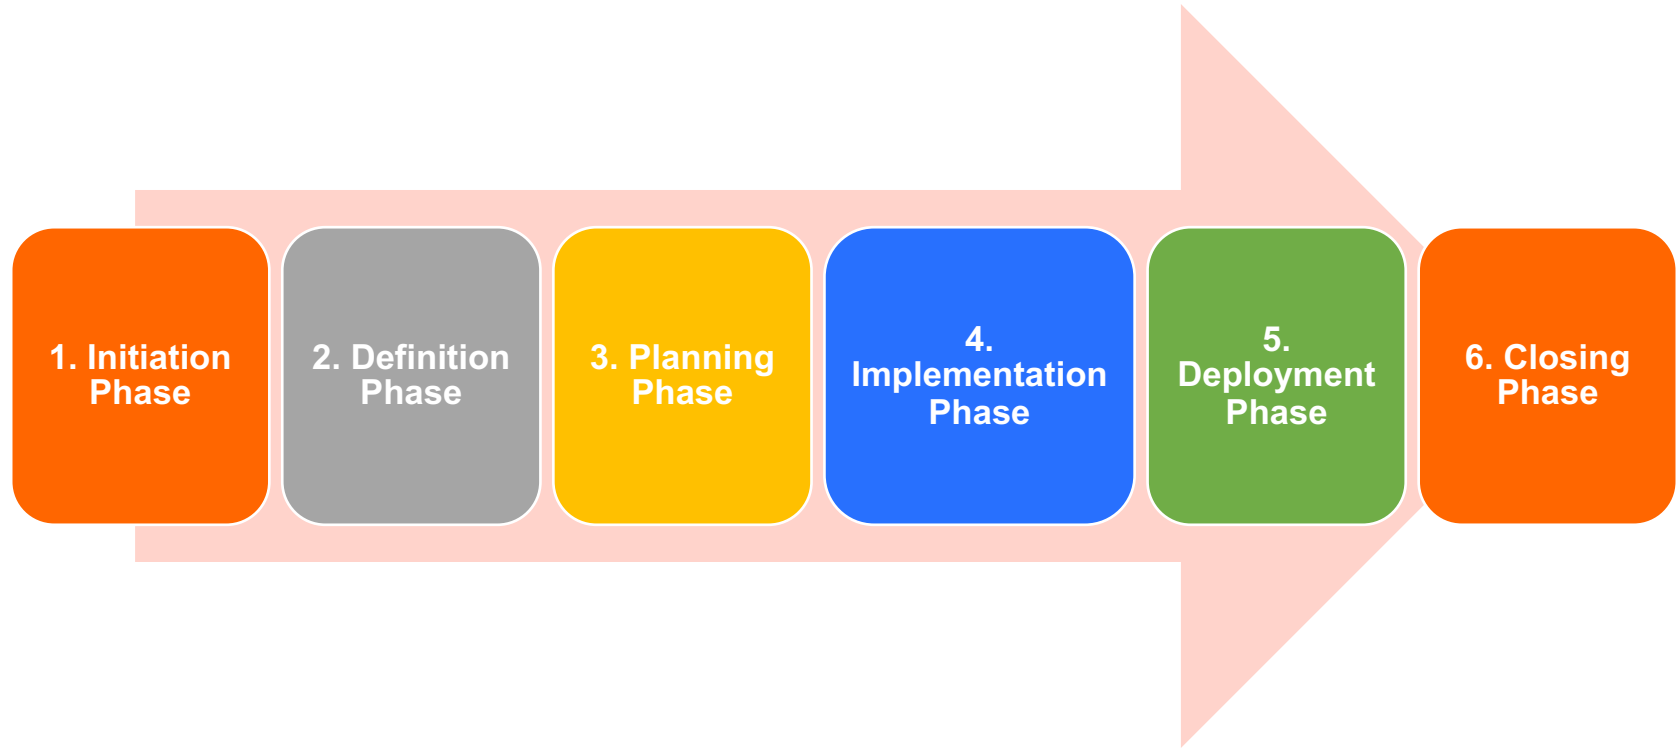 1. Initiation
Phase
2. Definition
Phase
3. Planning
Phase
4.
Implementation
Phase
5.
Deployment
Phase
6. Closing
Phase